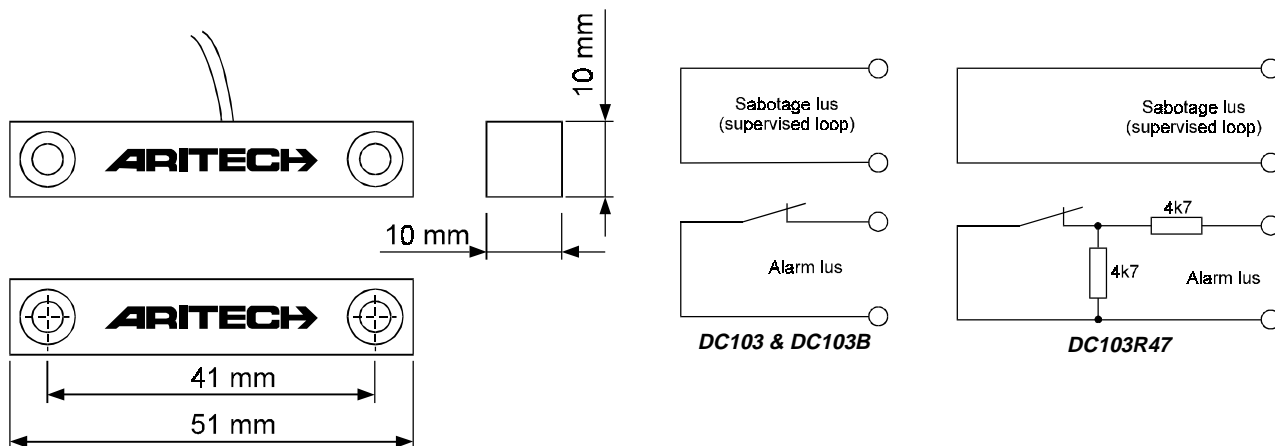 ARITECH
10 mm
10 mm
ARITECH
41 mm
51 mm
Sabotage lus
(supervised loop)
Alarm lus
DC103 & DC103B
Sabotage lus
(supervised loop)
4k7
4k7
Alarm lus
DC103R47